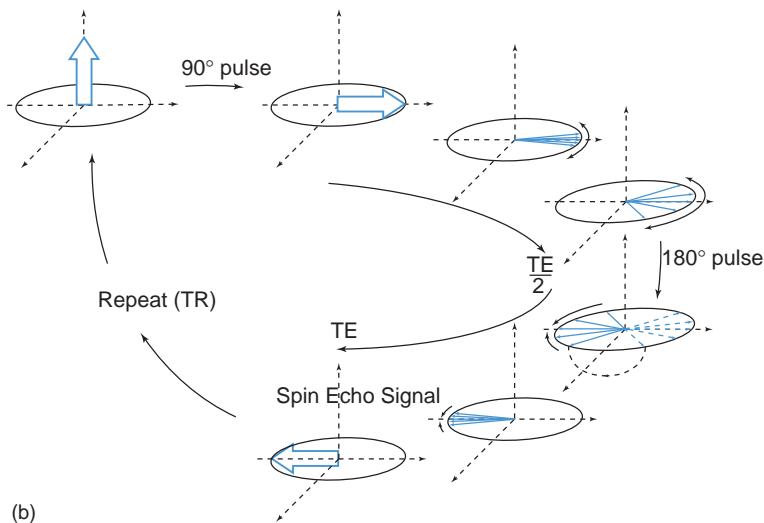 90° pulse
TE
2
180° pulse
Repeat (TR)
TE
Spin Echo Signal
(b)